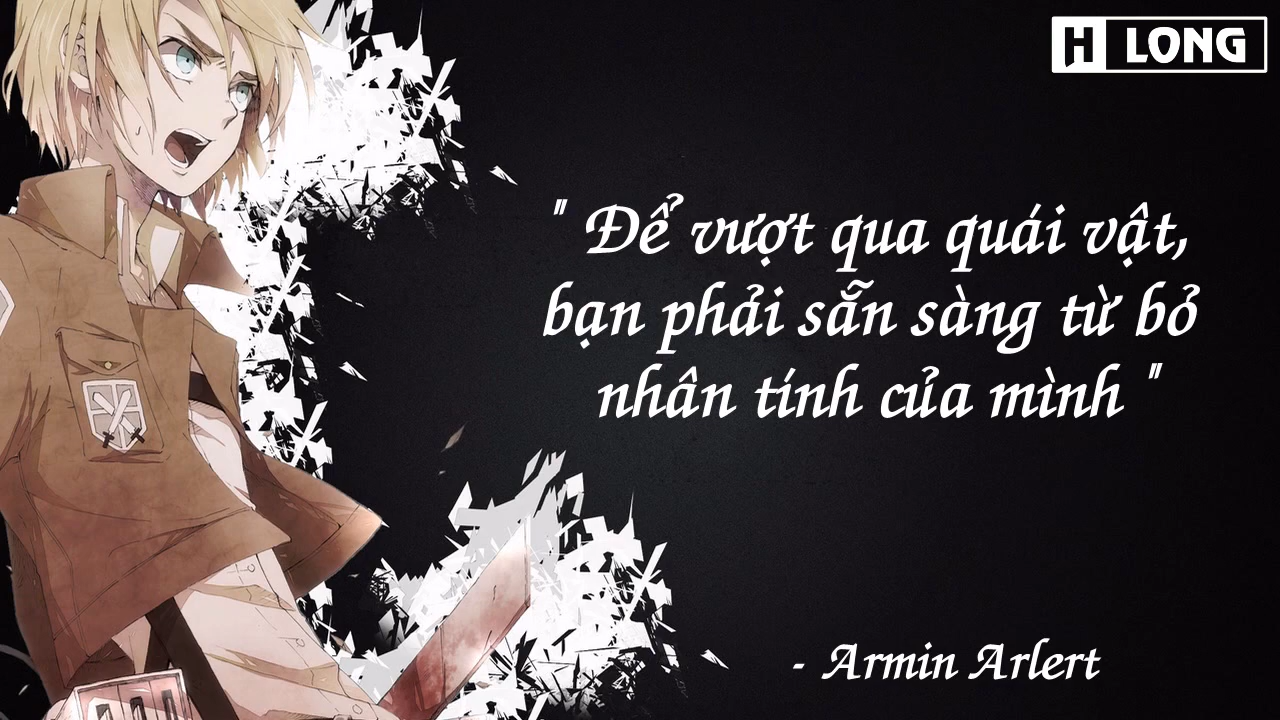 H LONG
" Để vượt qua quái vật,
bạn phải sẵn sàng từ bỏ
nhân tính của mình "
- Armin Arlert